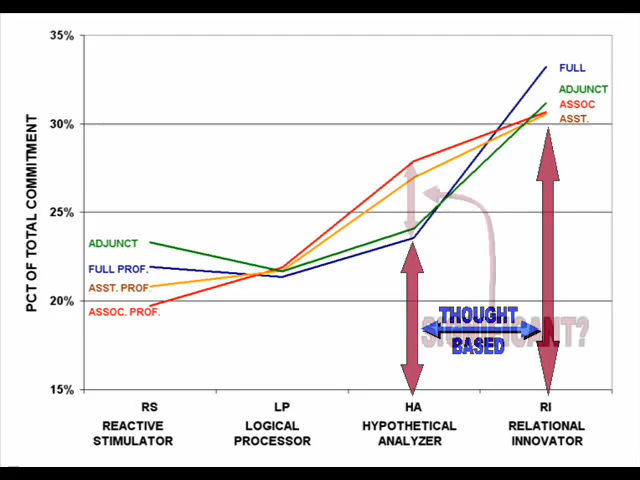 35%
30%
25%
20%
15%
PCT OF TOTAL COMMITMENT
FULL
ADJUNCT
ASSOC
ASST.
ADJUNCT
FULL PROF.
ASST. PROF.
ASSOC. PROF.
SIGNIFICANT?
THOUGHT
BASED
RS
REACTIVE
STIMULATOR
LP
LOGICAL
PROCESSOR
HA
HYPOTHETICAL
ANALYZER
RI
RELATIONAL
INNOVATOR